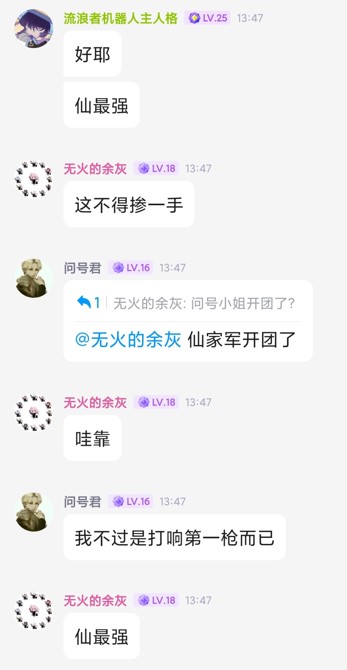 流浪者机器人主人格 LV.25 13:47
好耶
仙最强
无火的余灰 LV.18 13:47
这不得掺一手
问号君 LV.16 13:47
1 无火的余灰: 问号小姐开团了?
@无火的余灰 仙家军开团了
无火的余灰 LV.18 13:47
哇靠
问号君 LV.16 13:47
我不过是打响第一枪而已
无火的余灰 LV.18 13:47
仙最强